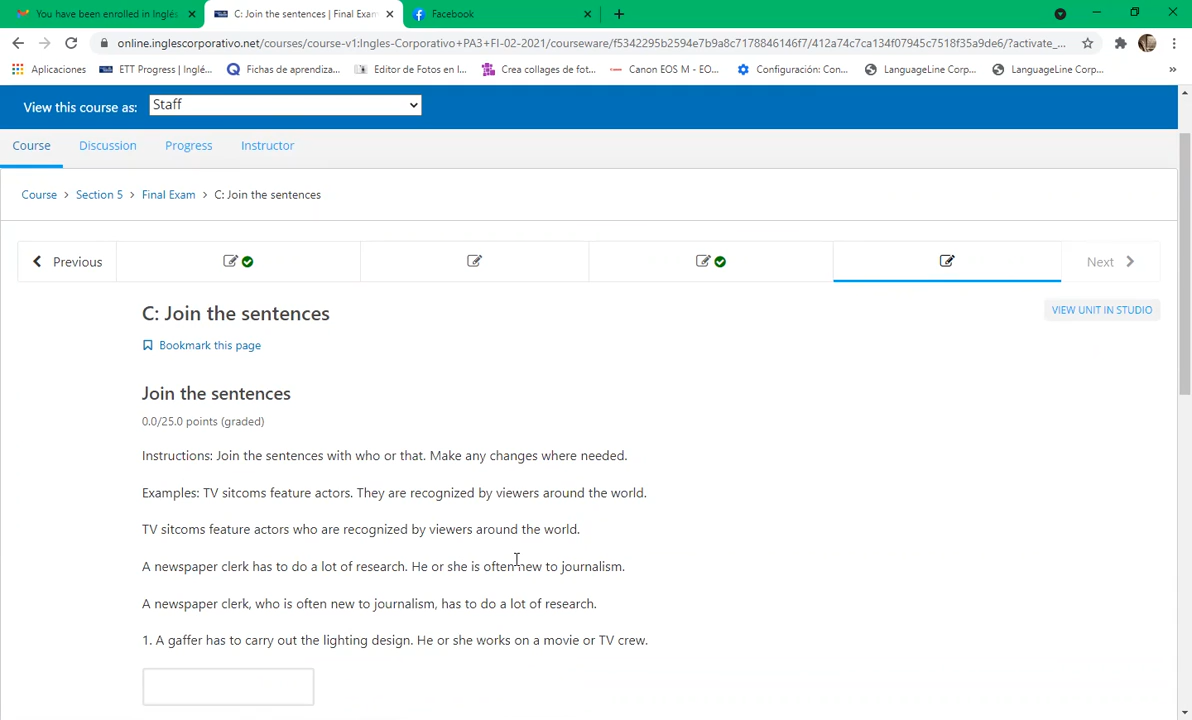 You have been enrolled in Inglés
C: Join the sentences | Final Exam
Facebook
online.inglescorporativo.net/courses/course-v1:Ingles-Corporativo+PA3+FI-02-2021/courseware/f5342295b2594e7b9a8c7178846146f7/412a74c7ca134f07945c7518f35a9de6/?activate_...
Aplicaciones
ETT Progress | Inglé...
Fichas de aprendiza...
Editor de Fotos en l...
Crea collages de fot...
Canon EOS M - EO...
Configuración: Con...
LanguageLine Corp...
LanguageLine Corp...
»
View this course as: Staff
Course Discussion Progress Instructor
Course > Section 5 > Final Exam > C: Join the sentences
Previous
Next
C: Join the sentences
VIEW UNIT IN STUDIO
Bookmark this page
Join the sentences
0.0/25.0 points (graded)
Instructions: Join the sentences with who or that. Make any changes where needed.
Examples: TV sitcoms feature actors. They are recognized by viewers around the world.
TV sitcoms feature actors who are recognized by viewers around the world.
A newspaper clerk has to do a lot of research. He or she is often new to journalism.
A newspaper clerk, who is often new to journalism, has to do a lot of research.
1. A gaffer has to carry out the lighting design. He or she works on a movie or TV crew.